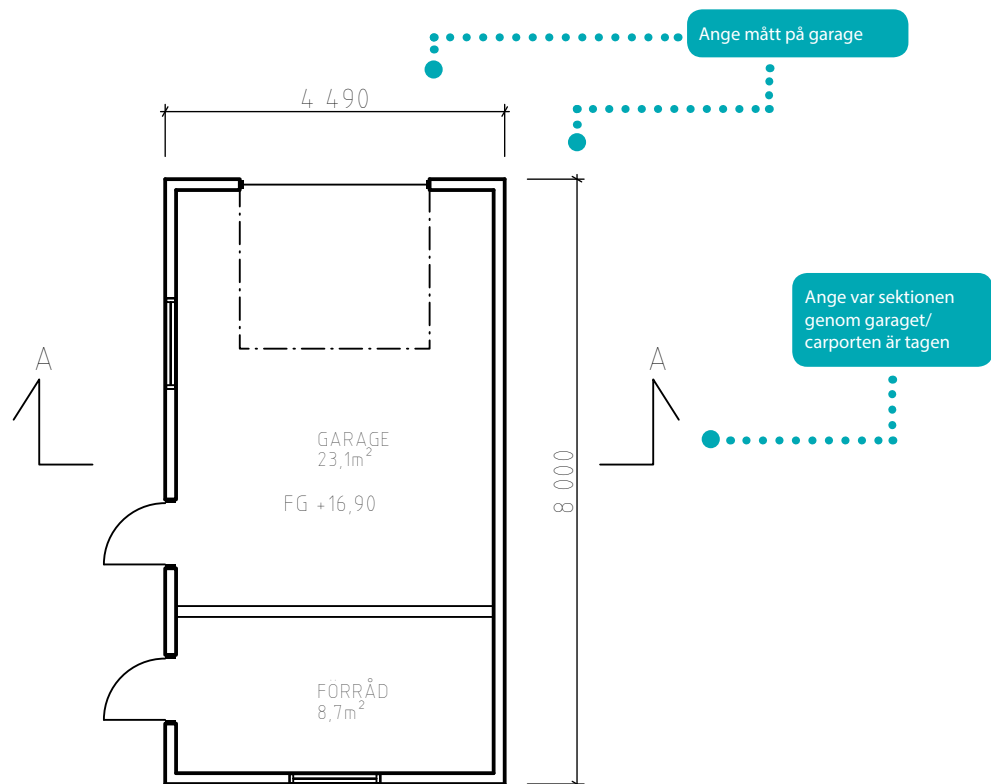 Ange mått på garage
4 490
Ange var sektionen
genom garaget/
carporten är tagen
A
A
GARAGE
23,1m²
8 000
FG +16,90
FÖRRÅD
8,7m²